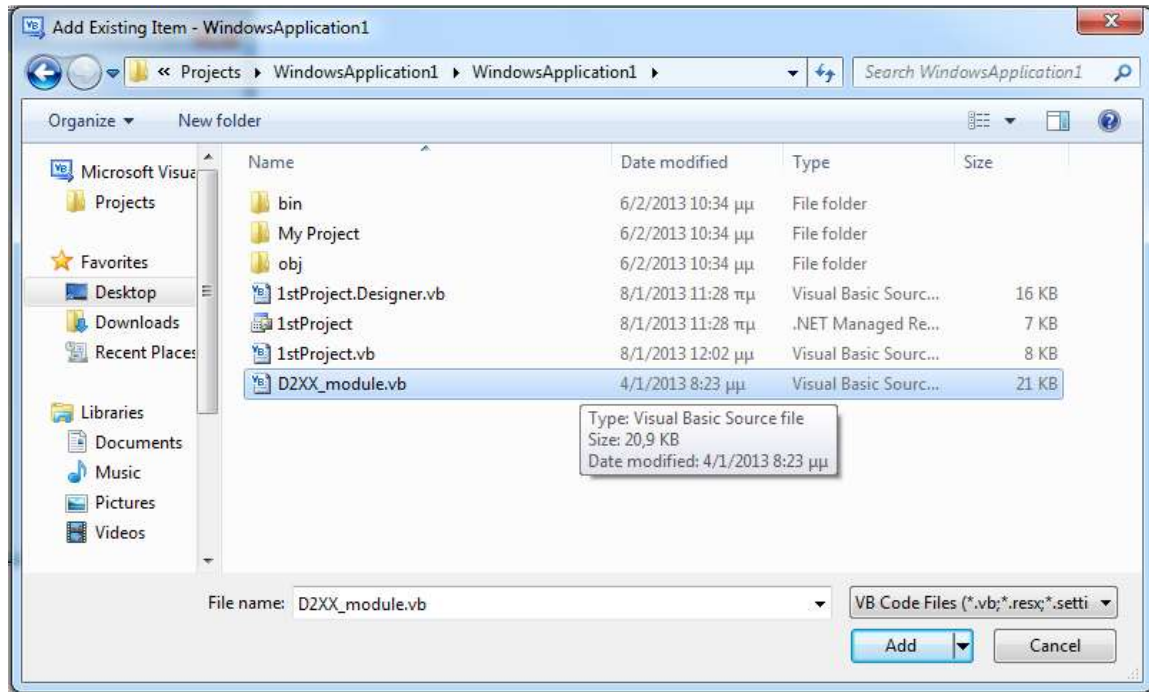 Add Existing Item - WindowsApplication1
« Projects WindowsApplication1 WindowsApplication1
Search WindowsApplication1
Organize New folder
Name Date modified Type Size
Microsoft Visua
Projects
Favorites
Desktop
Downloads
Recent Places
Libraries
Documents
Music
Pictures
Videos
bin 6/2/2013 10:34 μμ File folder
My Project 6/2/2013 10:34 μμ File folder
obj 6/2/2013 10:34 μμ File folder
1stProject.Designer.vb 8/1/2013 11:28 πμ Visual Basic Sourc... 16 KB
1stProject 8/1/2013 11:28 πμ .NET Managed Re... 7 KB
1stProject.vb 8/1/2013 12:02 μμ Visual Basic Sourc... 8 KB
D2XX_module.vb 4/1/2013 8:23 μμ Visual Basic Sourc... 21 KB
Type: Visual Basic Source file
Size: 20,9 KB
Date modified: 4/1/2013 8:23 μμ
File name: D2XX_module.vb VB Code Files (*.vb;*.resx;*.setti
Add Cancel